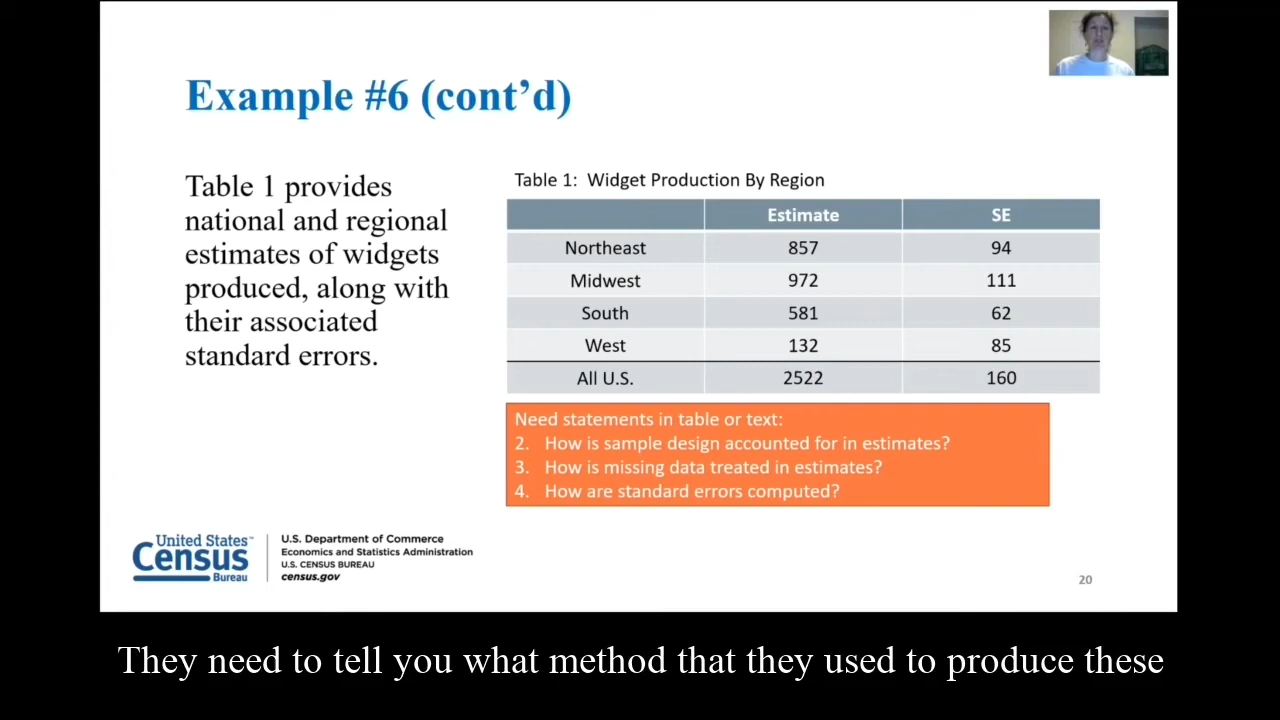 Example #6 (cont’d)
Table 1 provides
national and regional
estimates of widgets
produced, along with
their associated
standard errors.
Table 1: Widget Production By Region
Estimate SE
Northeast 857 94
Midwest 972 111
South 581 62
West 132 85
All U.S. 2522 160
Need statements in table or text:
2. How is sample design accounted for in estimates?
3. How is missing data treated in estimates?
4. How are standard errors computed?
United States™
Census
Bureau
U.S. Department of Commerce
Economics and Statistics Administration
U.S. CENSUS BUREAU
census.gov
20
They need to tell you what method that they used to produce these